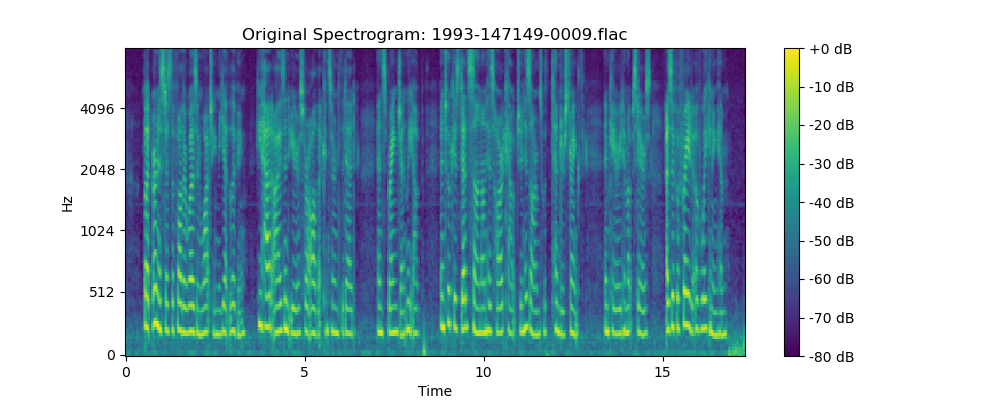 Original Spectrogram: 1993-147149-0009.flac
Hz
4096
2048
1024
512
0
0 5 10 15
Time
+0 dB
-10 dB
-20 dB
-30 dB
-40 dB
-50 dB
-60 dB
-70 dB
-80 dB